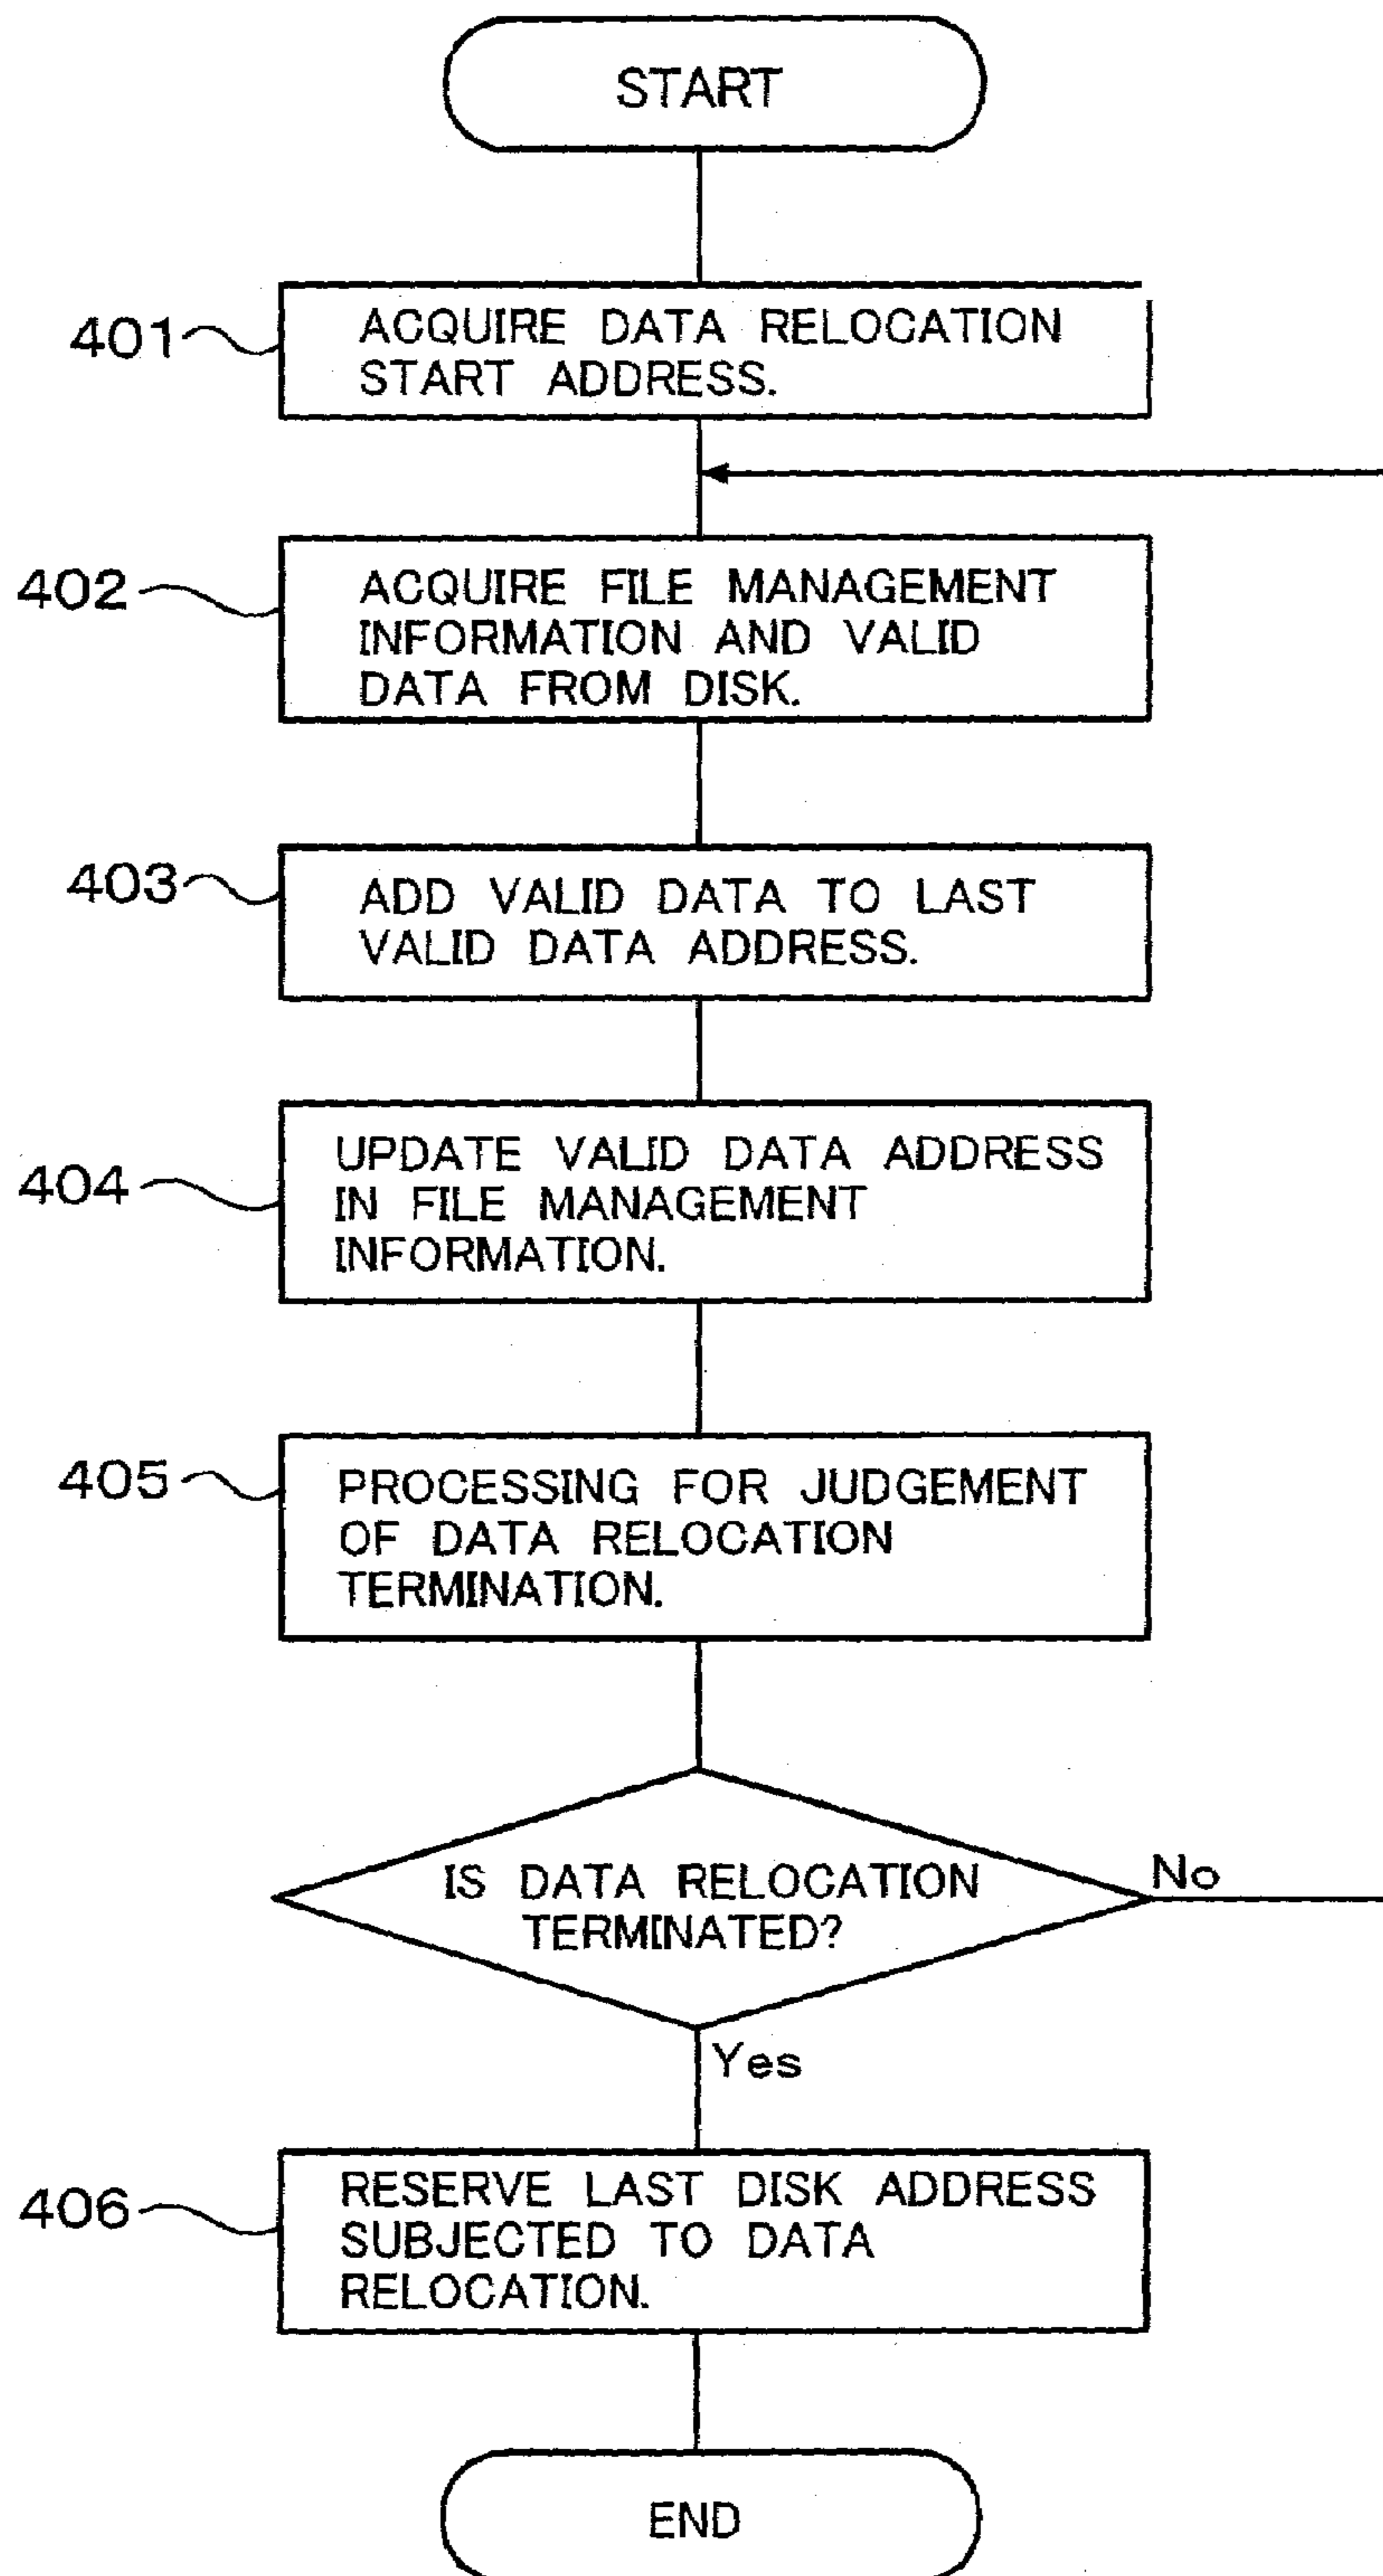 START
401
ACQUIRE DATA RELOCATION
START ADDRESS.
402
ACQUIRE FILE MANAGEMENT
INFORMATION AND VALID
DATA FROM DISK.
403
ADD VALID DATA TO LAST
VALID DATA ADDRESS.
404
UPDATE VALID DATA ADDRESS
IN FILE MANAGEMENT
INFORMATION.
405
PROCESSING FOR JUDGEMENT
OF DATA RELOCATION
TERMINATION.
IS DATA RELOCATION
TERMINATED?
No
Yes
406
RESERVE LAST DISK ADDRESS
SUBJECTED TO DATA
RELOCATION.
END